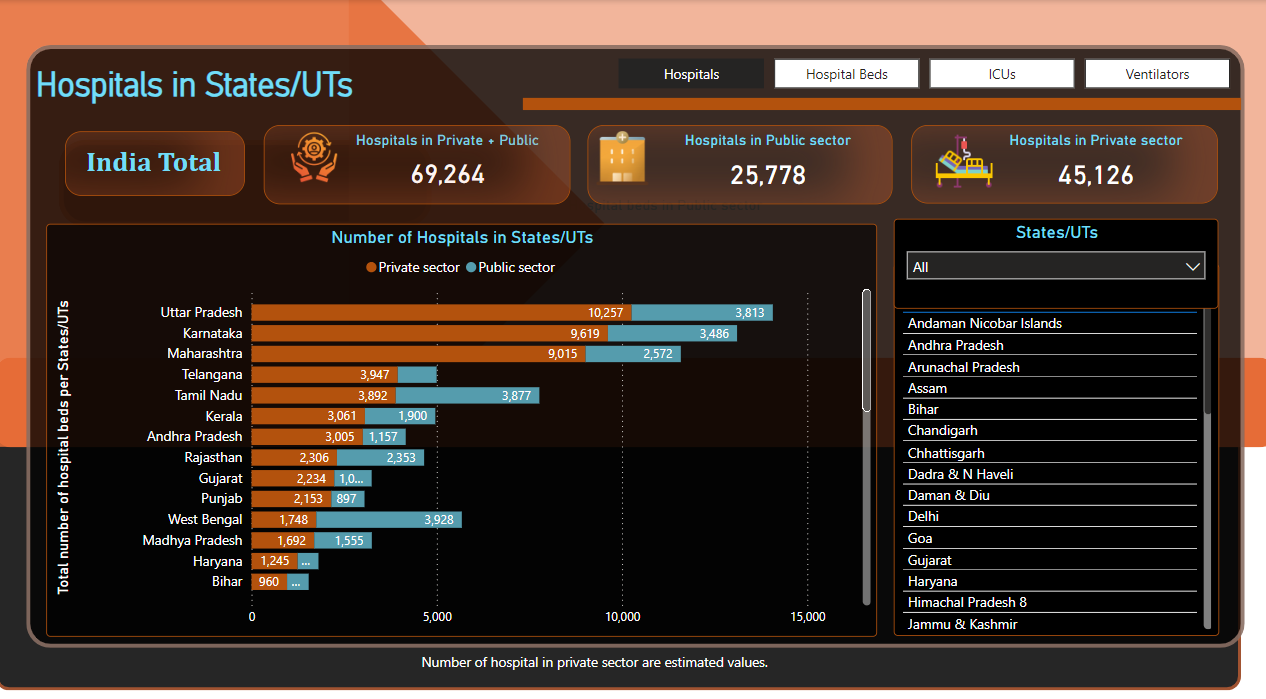 Hospitals in States/UTs
Hospitals
Hospital Beds
ICUs
Ventilators
India Total
Hospitals in Private + Public
69,264
Hospitals in Public sector
25,778
Hospitals in Private sector
45,126
Number of Hospitals in States/UTs
Private sector Public sector
Total number of hospital beds per States/UTs
Uttar Pradesh 10,257 3,813
Karnataka 9,619 3,486
Maharashtra 9,015 2,572
Telangana 3,947
Tamil Nadu 3,892 3,877
Kerala 3,061 1,900
Andhra Pradesh 3,005 1,157
Rajasthan 2,306 2,353
Gujarat 2,234 1,0...
Punjab 2,153 897
West Bengal 1,748 3,928
Madhya Pradesh 1,692 1,555
Haryana 1,245 ...
Bihar 960 ...
0 5,000 10,000 15,000
States/UTs
All
Andaman Nicobar Islands
Andhra Pradesh
Arunachal Pradesh
Assam
Bihar
Chandigarh
Chhattisgarh
Dadra & N Haveli
Daman & Diu
Delhi
Goa
Gujarat
Haryana
Himachal Pradesh 8
Jammu & Kashmir
Number of hospital in private sector are estimated values.